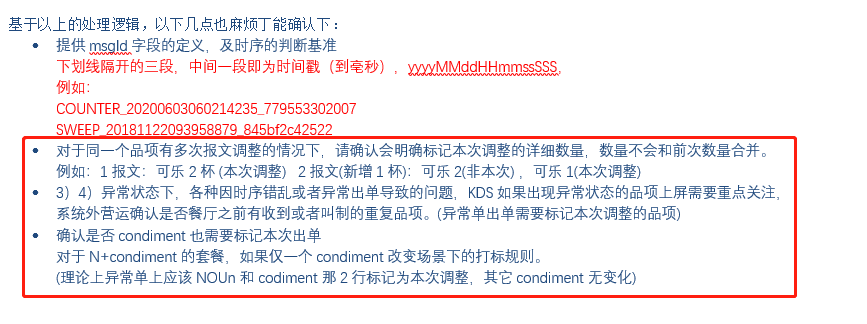 基于以上的处理逻辑，以下几点也麻烦丁能确认下：
• 提供 msgId 字段的定义，及时序的判断基准
下划线隔开的三段，中间一段即为时间戳（到毫秒），yyyyMMddHHmmssSSS，
例如：
COUNTER_20200603060214235_779553302007
SWEEP_20181122093958879_845bf2c42522
• 对于同一个品项有多次报文调整的情况下，请确认会明确标记本次调整的详细数量，数量不会和前次数量合并。
例如：1 报文：可乐 2 杯 (本次调整) 2 报文(新增 1 杯)：可乐 2(非本次) ，可乐 1(本次调整)
• 3）4）异常状态下，各种因时序错乱或者异常出单导致的问题，KDS 如果出现异常状态的品项上屏需要重点关注，
系统外营运确认是否餐厅之前有收到或者叫制的重复品项。(异常单出单需要标记本次调整的品项)
• 确认是否 condiment 也需要标记本次出单
对于 N+condiment 的套餐，如果仅一个 condiment 改变场景下的打标规则。
(理论上异常单上应该 NOUn 和 codiment 那 2 行标记为本次调整，其它 condiment 无变化)